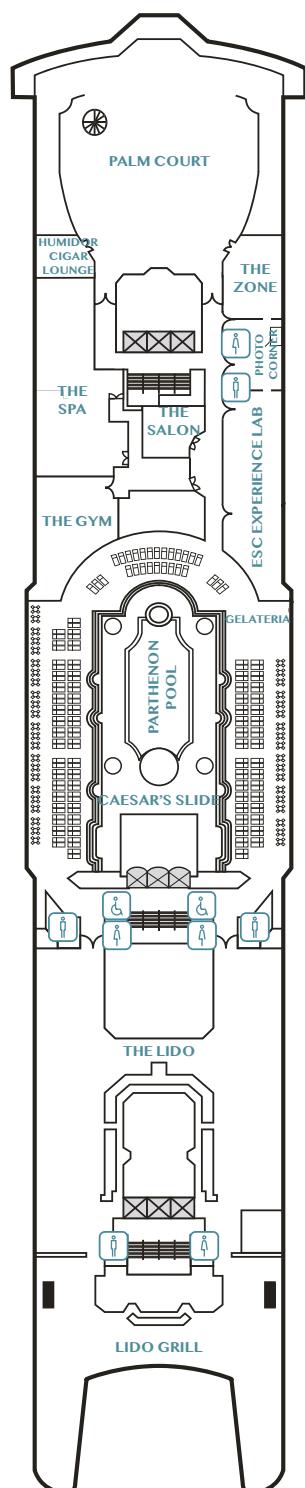 PALM COURT
HUMIDOR
CIGAR
LOUNGE
THE
ZONE
PHOTO
CORNER
THE
SPA
THE
SALON
ESC EXPERIENCE LAB
THE GYM
GELATERIA
PARTHENON
POOL
CAESAR'S SLIDE
THE LIDO
LIDO GRILL